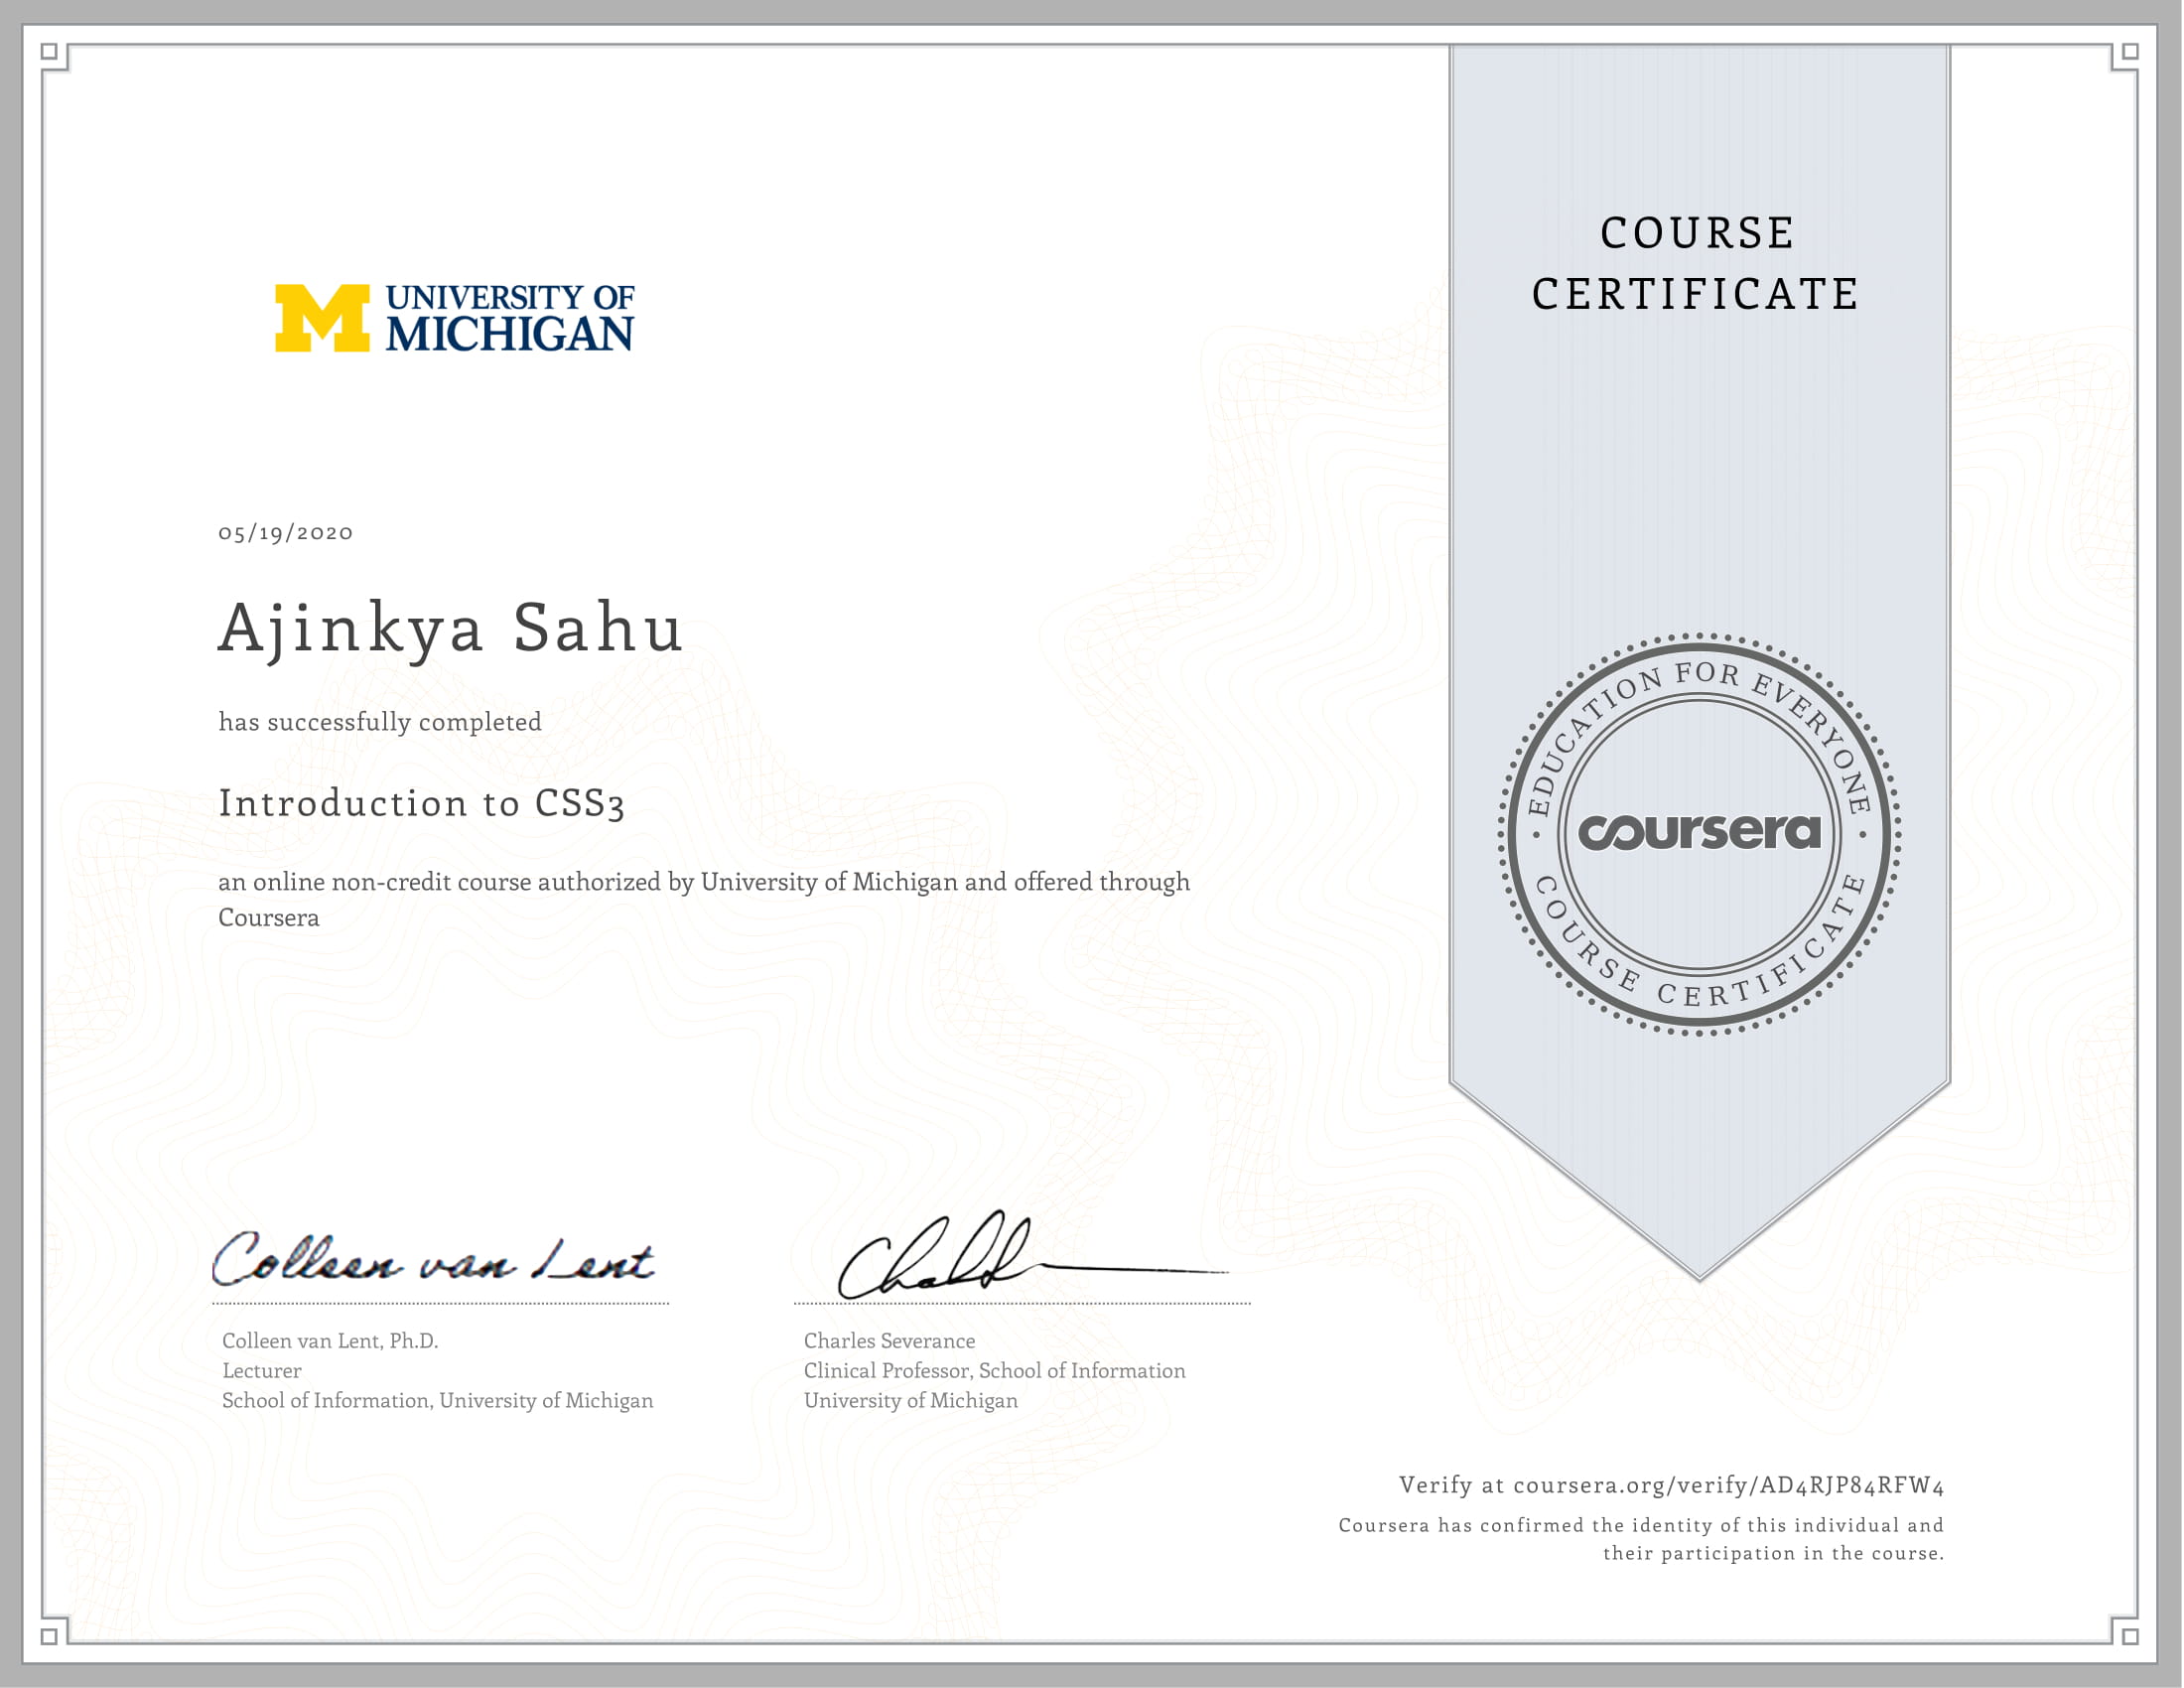 UNIVERSITY OF
MICHIGAN
COURSE
CERTIFICATE
05/19/2020
Ajinkya Sahu
has successfully completed
Introduction to CSS3
an online non-credit course authorized by University of Michigan and offered through
Coursera
EDUCATION FOR EVERYONE
coursera
COURSE CERTIFICATE
Colleen van Lent
Colleen van Lent, Ph.D.
Lecturer
School of Information, University of Michigan
Charles Severance
Clinical Professor, School of Information
University of Michigan
Verify at coursera.org/verify/AD4RJP84RFW4
Coursera has confirmed the identity of this individual and
their participation in the course.